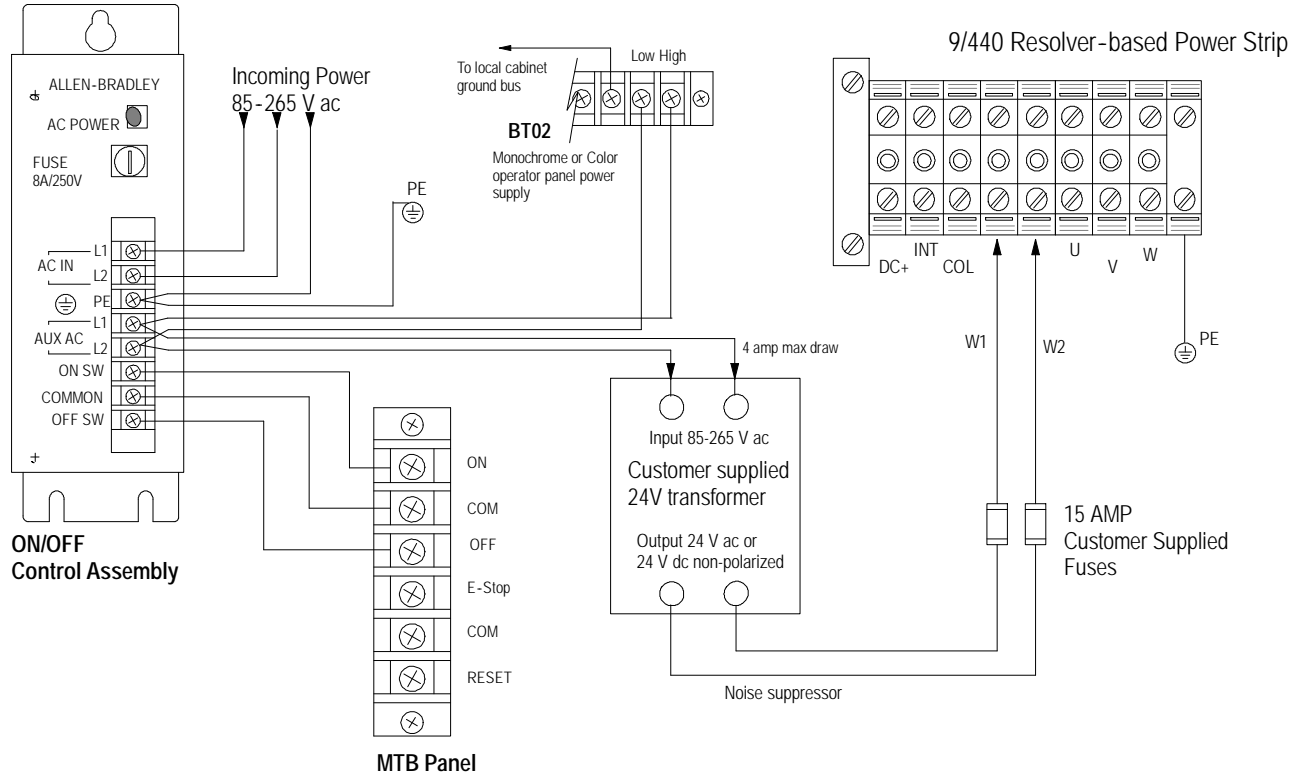 9/440 Resolver-based Power Strip
ALLEN-BRADLEY
AC POWER
FUSE
8A/250V
Incoming Power
85-265 V ac
To local cabinet
ground bus
Low High
BT02
Monochrome or Color
operator panel power
supply
PE
AC IN
L1
L2
PE
AUX AC
L1
L2
ON SW
COMMON
OFF SW
DC+
INT
COL
U
V
W
W1
W2
PE
4 amp max draw
Input 85-265 V ac
Customer supplied
24V transformer
Output 24 V ac or
24 V dc non-polarized
15 AMP
Customer Supplied
Fuses
ON/OFF
Control Assembly
ON
COM
OFF
E-Stop
COM
RESET
Noise suppressor
MTB Panel